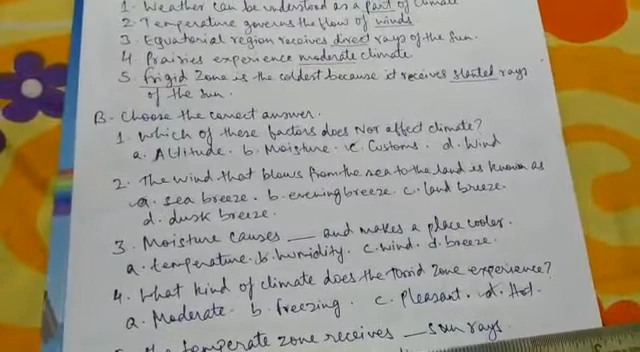 1. Weather can be understood as a part of climate
2. Temperature governs the flow of winds
3. Equatorial region receives direct rays of the sun.
4 Prairies experience moderate climate
5. Frigid Zone is the coldest because it receives slanted rays
of the sun.
B- Choose the correct answer.
1. Which of these factors does Not affect climate?
a. Altitude. b. Moisture. c. Customs. d. Wind
2. The wind that blows from the sea to the land is known as
a. sea breeze. b. evening breeze. c. land breeze.
d. dusk breeze.
3. Moisture causes __ and makes a place cooler.
a. temperature. b. humidity. c. wind. d. breeze.
4. What kind of climate does the Torrid Zone experience?
a. Moderate. b. freezing. c. Pleasant. d. Hot.
temperate zone receives __ sun rays.